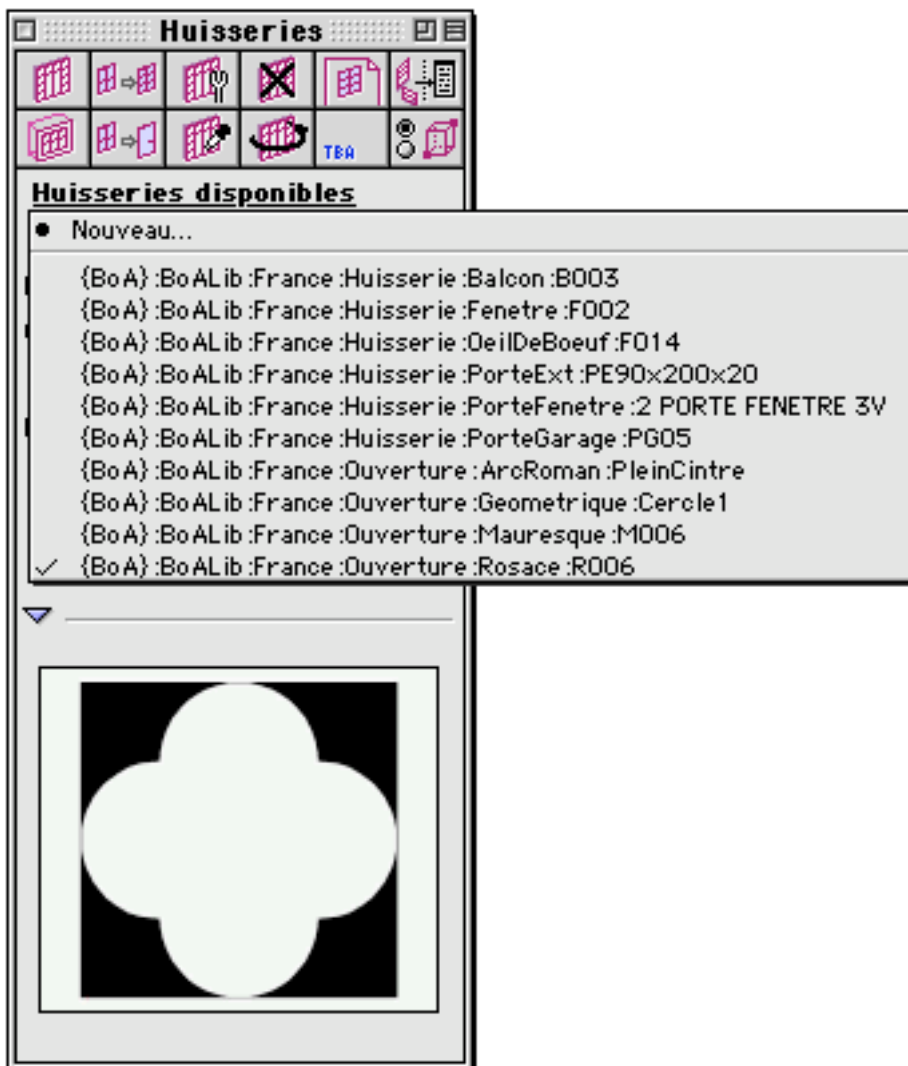 Huisseries
TBA
Huisseries disponibles
Nouveau...
{BoA}:BoALib:France:Huisserie:Balcon:B003
{BoA}:BoALib:France:Huisserie:Fenetre:F002
{BoA}:BoALib:France:Huisserie:OeilDeBoeuf:F014
{BoA}:BoALib:France:Huisserie:PorteExt:PE90x200x20
{BoA}:BoALib:France:Huisserie:PorteFenetre:2 PORTE FENETRE 3V
{BoA}:BoALib:France:Huisserie:PorteGarage:PG05
{BoA}:BoALib:France:Ouverture:ArcRoman:PleinCintre
{BoA}:BoALib:France:Ouverture:Geometrique:Cercle1
{BoA}:BoALib:France:Ouverture:Mauresque:M006
{BoA}:BoALib:France:Ouverture:Rosace:R006